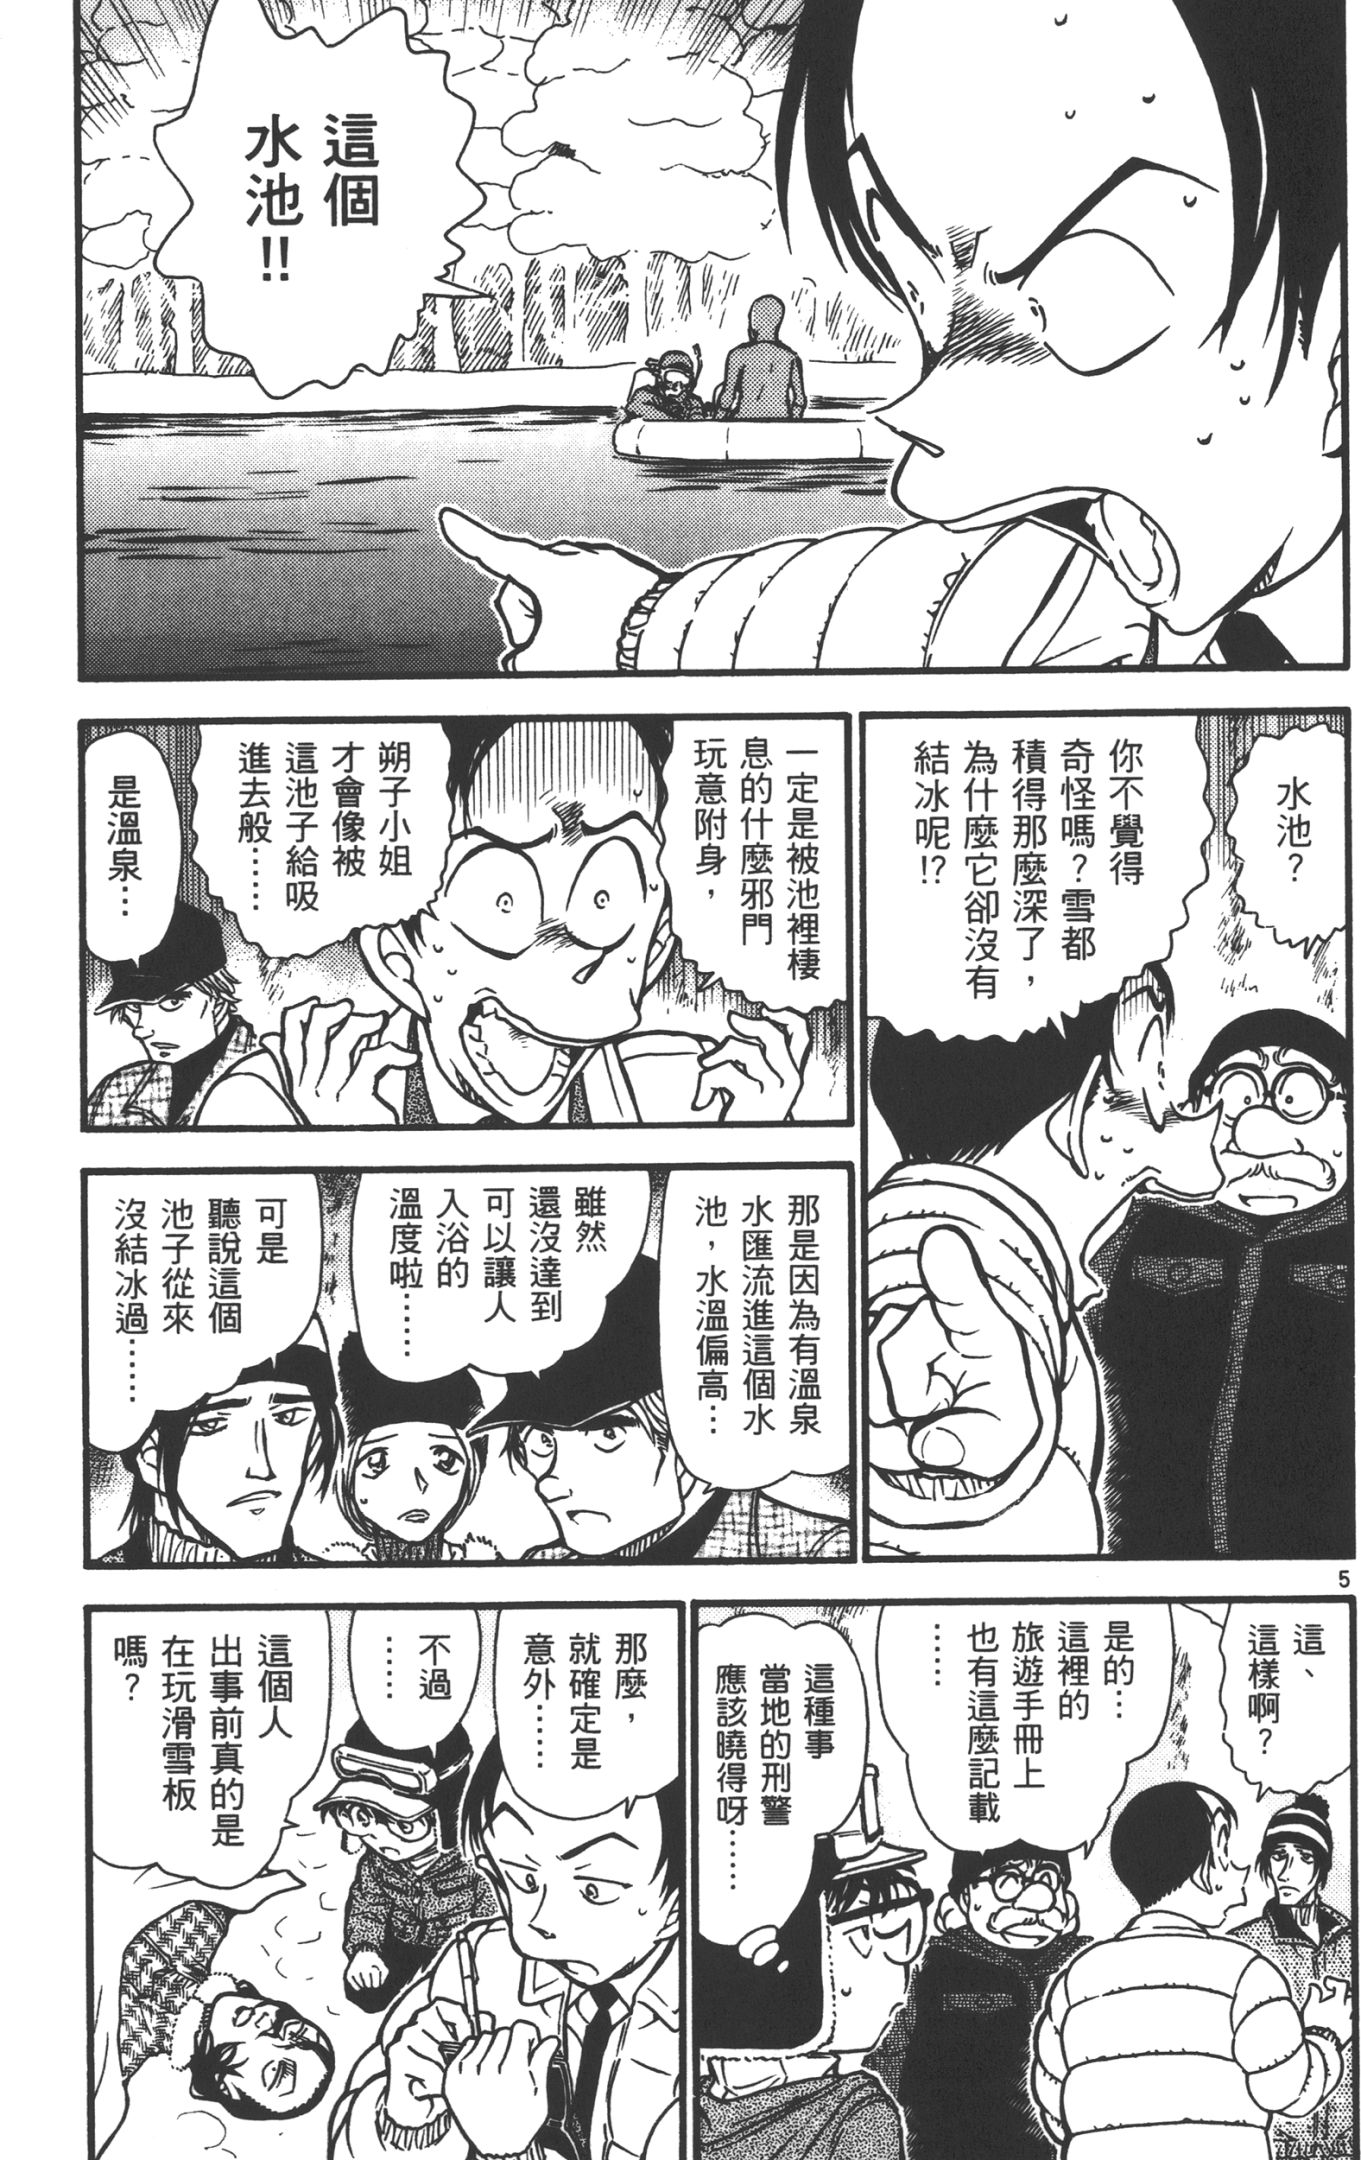 這個
水池!!
水池?
你不覺得
奇怪嗎?雪都
積得那麼深了,
為什麼它卻沒有
結冰呢!?
一定是被池裡棲
息的什麼邪門
玩意附身,
朔子小姐
才會像被
這池子給吸
進去般……
是溫泉…
那是因為有溫泉
水匯流進這個水
池,水溫偏高…
雖然
還沒達到
可以讓人
入浴的
溫度啦……
可是
聽說這個
池子從來
沒結冰過……
5
這、
這樣啊?
是的…
這裡的
旅遊手冊上
也有這麼記載
……
這種事
當地的刑警
應該曉得呀……
那麼,
就確定是
意外……
不過
……
這個人
出事前真的是
在玩滑雪板
嗎?